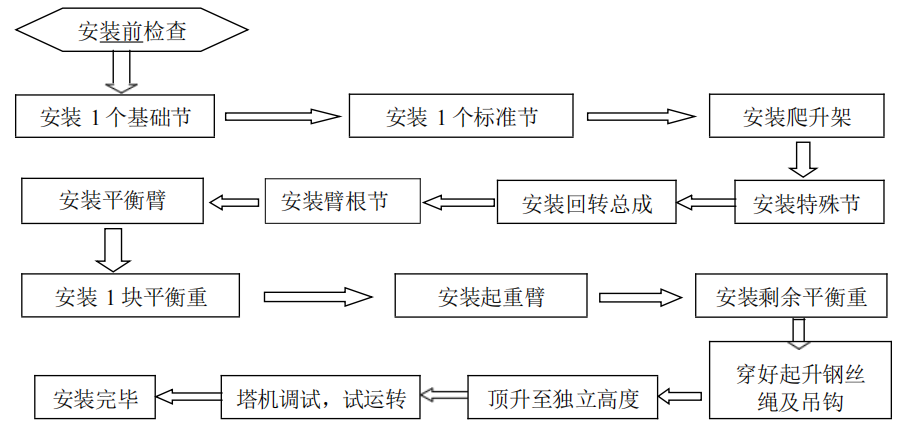 安装前检查
安装 1 个基础节
安装 1 个标准节
安装爬升架
安装特殊节
安装回转总成
安装臂根节
安装平衡臂
安装 1 块平衡重
安装起重臂
安装剩余平衡重
穿好起升钢丝
绳及吊钩
顶升至独立高度
塔机调试，试运转
安装完毕